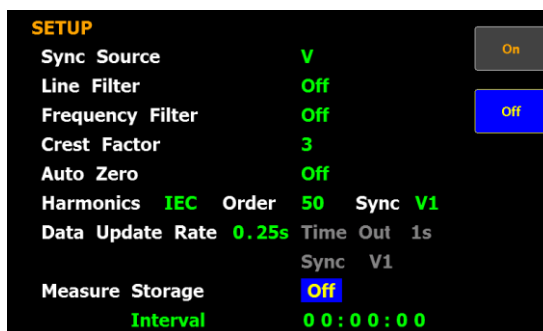 SETUP
On
Sync Source V
Line Filter Off
Off
Frequency Filter Off
Crest Factor 3
Auto Zero Off
Harmonics IEC Order 50 Sync V1
Data Update Rate 0.25s Time Out 1s
Sync V1
Measure Storage Off
Interval 00:00:00